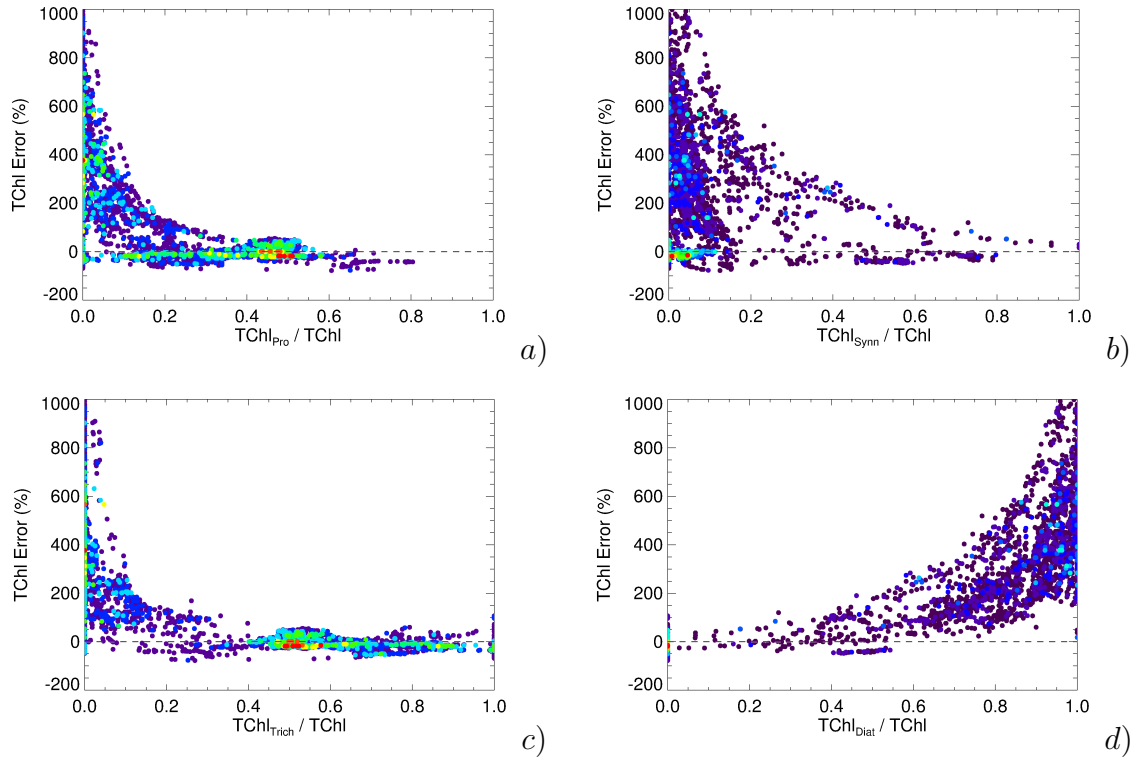 1000
800
600
400
200
0
-200
TChl Error (%)
0.0 0.2 0.4 0.6 0.8 1.0
TChl_Pro / TChl
a)
1000
800
600
400
200
0
-200
TChl Error (%)
0.0 0.2 0.4 0.6 0.8 1.0
TChl_Synn / TChl
b)
1000
800
600
400
200
0
-200
TChl Error (%)
0.0 0.2 0.4 0.6 0.8 1.0
TChl_Trich / TChl
c)
1000
800
600
400
200
0
-200
TChl Error (%)
0.0 0.2 0.4 0.6 0.8 1.0
TChl_Diat / TChl
d)